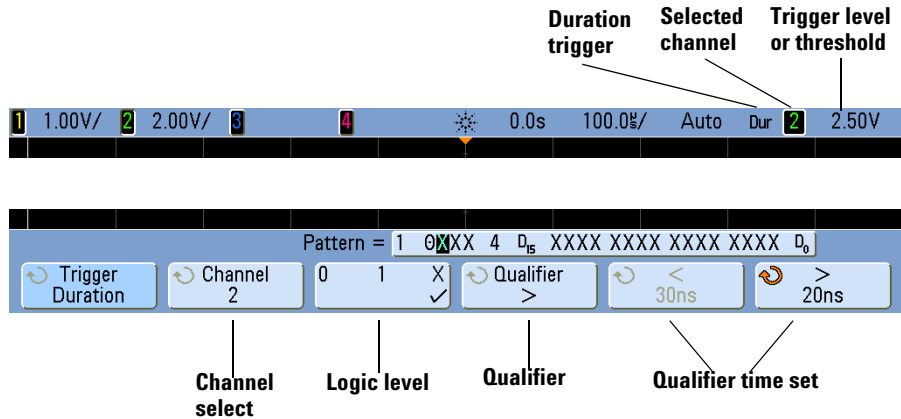 Duration trigger
Selected channel
Trigger level or threshold
1 1.00V/ 2 2.00V/ 3 4 0.0s 100.0㎲/ Auto Dur 2 2.50V
Pattern = 1 0XXX 4 D15 XXXX XXXX XXXX XXXX D0
Trigger Duration
Channel 2
0 1 X ✓
Qualifier >
< 30ns
> 20ns
Channel select
Logic level
Qualifier
Qualifier time set